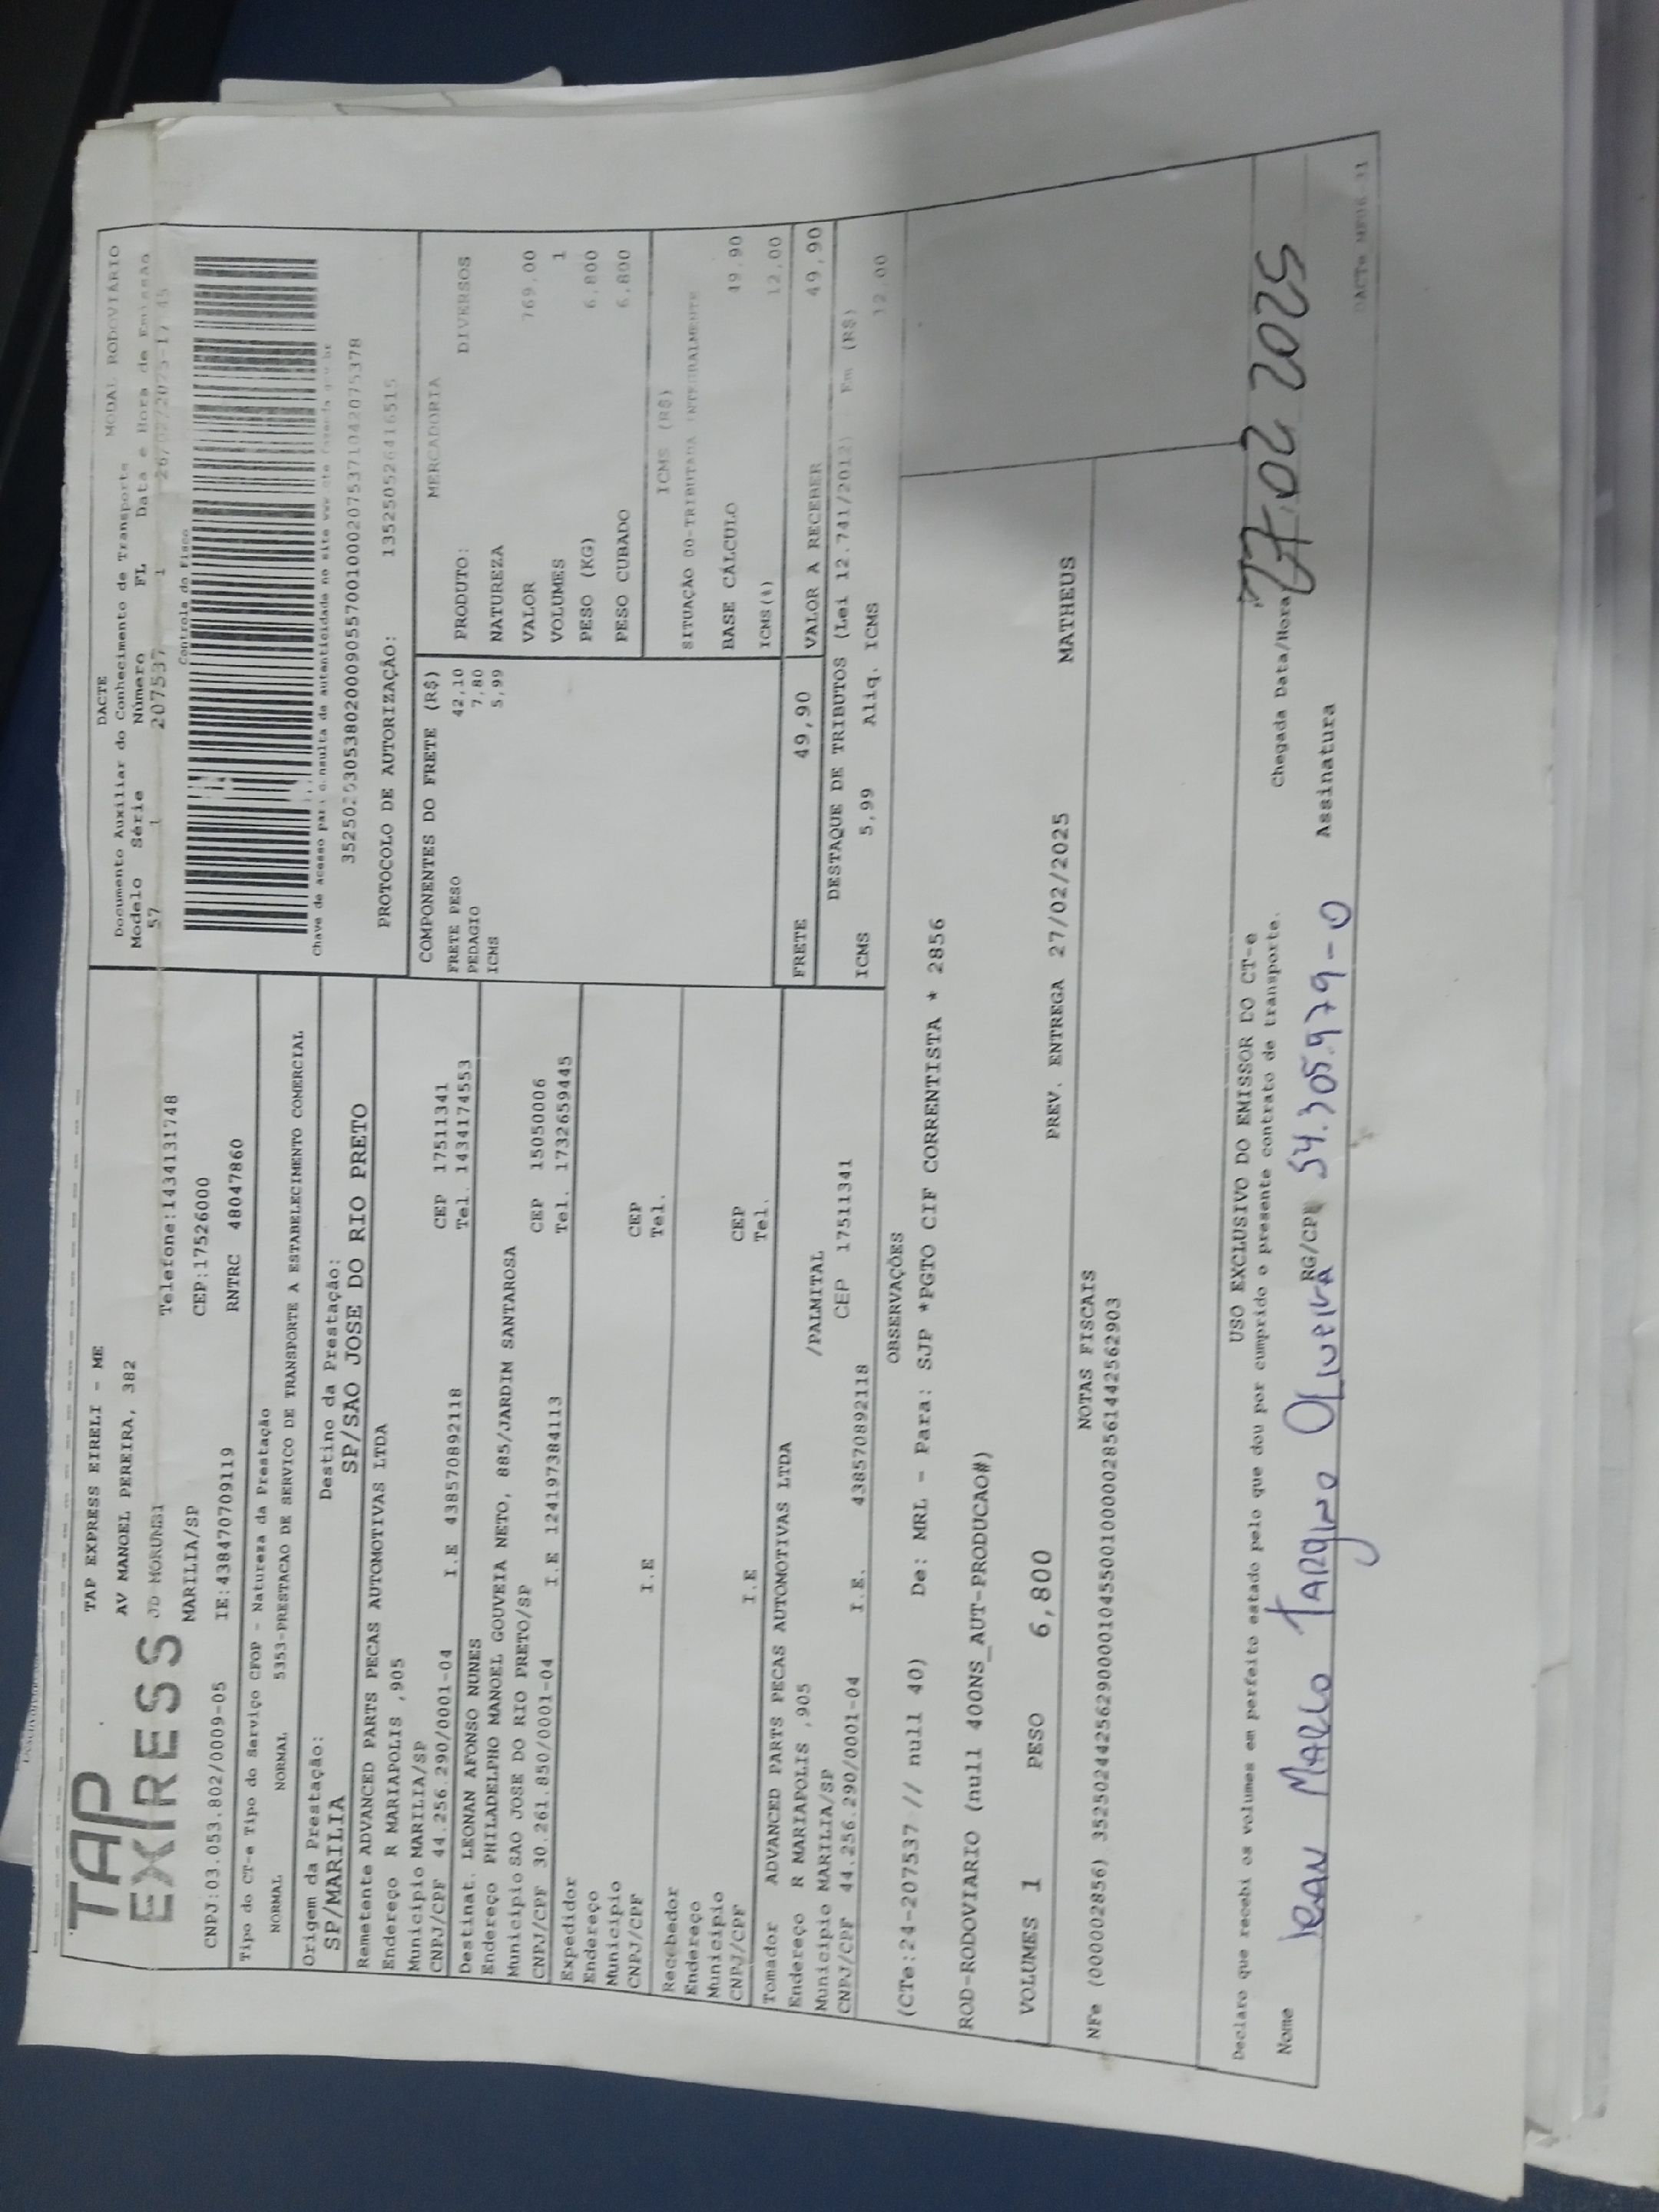 TAP
EXPRESS
TAP EXPRESS EIRELI - ME
AV MANOEL PEREIRA, 382
JD MORUMBI
Telefone:1434131748
MARILIA/SP
CEP:17526000
CNPJ:03.053.802/0009-05
IE:438470709119
RNTRC 48047860
DACTE
MODAL RODOVIÁRIO
Documento Auxiliar do Conhecimento de Transporte
Modelo Série Número FL Data e Hora de Emissão
57 1 207537 1
Controle do Fisco
Chave de acesso para consulta da autenticidade no site
PROTOCOLO DE AUTORIZAÇÃO: 135250526416515
Tipo do CT-e Tipo do Serviço CFOP - Natureza da Prestação
NORMAL NORMAL 5353-PRESTACAO DE SERVICO DE TRANSPORTE A ESTABELECIMENTO COMERCIAL
Origem da Prestação: Destino da Prestação:
SP/MARILIA SP/SAO JOSE DO RIO PRETO
Remetente ADVANCED PARTS PECAS AUTOMOTIVAS LTDA
Endereço R MARIAPOLIS ,905
Município MARILIA/SP CEP 17511341
CNPJ/CPF 44.256.290/0001-04 I.E 438570892118 Tel. 1434174553
Destinat. LEONAN AFONSO NUNES
Endereço PHILADELPHO MANOEL GOUVEIA NETO, 885/JARDIM SANTAROSA
Município SAO JOSE DO RIO PRETO/SP CEP 15050006
CNPJ/CPF 30.261.850/0001-04 I.E 124197384113 Tel. 1732659445
Expedidor
Endereço
Município CEP
CNPJ/CPF I.E Tel.
Recebedor
Endereço
Município CEP
CNPJ/CPF I.E Tel.
Tomador ADVANCED PARTS PECAS AUTOMOTIVAS LTDA
Endereço R MARIAPOLIS ,905 /PALMITAL
Município MARILIA/SP CEP 17511341
CNPJ/CPF 44.256.290/0001-04 I.E. 438570892118
COMPONENTES DO FRETE (R$)
FRETE PESO 42,10
PEDAGIO 7,80
ICMS 5,99
MERCADORIA
PRODUTO: DIVERSOS
NATUREZA
VALOR 769,00
VOLUMES 1
PESO (KG) 6,800
PESO CUBADO 6,800
ICMS (R$)
SITUAÇÃO 00-TRIBUTADA INTEGRALMENTE
BASE CÁLCULO 49,90
ICMS(%) 12,00
FRETE 49,90 VALOR A RECEBER 49,90
DESTAQUE DE TRIBUTOS (Lei 12.741/2012) Em (R$)
ICMS 5,99 Aliq. ICMS 12,00
OBSERVAÇÕES
(CTe:24-207537 // null 40) De: MRL - Para: SJP *PGTO CIF CORRENTISTA * 2856
ROD-RODOVIARIO (null 400NS_AUT-PRODUCAO#)
VOLUMES 1 PESO 6,800 PREV. ENTREGA 27/02/2025 MATHEUS
NOTAS FISCAIS
NFe (000002856) 35250244256290000104550010000028561442562903
USO EXCLUSIVO DO EMISSOR DO CT-e
Declaro que recebi os volumes em perfeito estado pelo que dou por cumprido o presente contrato de transporte.
Chegada Data/Hora 27.02.2025
Nome Jean Marco Targino Oliveira RG/CPF 54.305.979-0 Assinatura